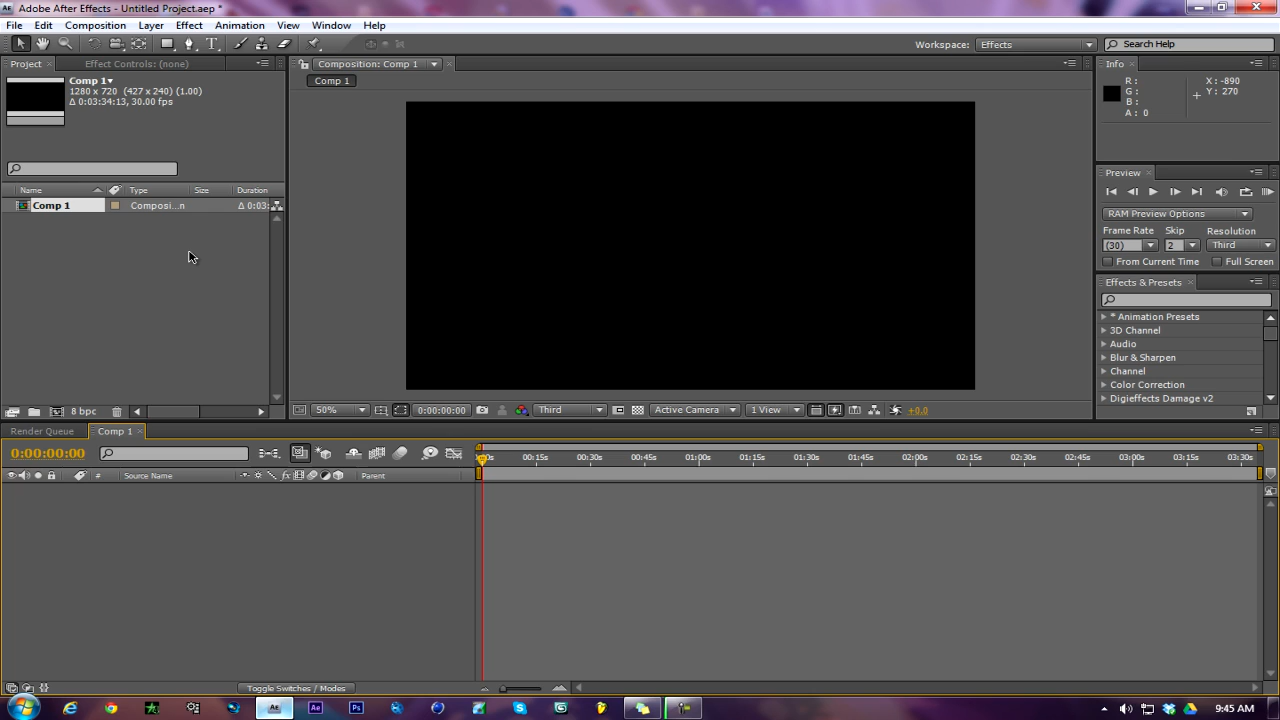 Adobe After Effects - Untitled Project.aep *
File Edit Composition Layer Effect Animation View Window Help
Workspace: Effects Search Help
Project Effect Controls: (none)
Comp 1
1280 x 720 (427 x 240) (1.00)
Δ 0:03:34:13, 30.00 fps
Name Type Size Duration
Comp 1 Composi...n Δ 0:03:
8 bpc
Composition: Comp 1
Comp 1
50% 0:00:00:00 Third Active Camera 1 View +0.0
Info
R: X: -890
G: Y: 270
B:
A: 0
Preview
RAM Preview Options
Frame Rate Skip Resolution
(30) 2 Third
From Current Time Full Screen
Effects & Presets
* Animation Presets
3D Channel
Audio
Blur & Sharpen
Channel
Color Correction
Digieffects Damage v2
Render Queue Comp 1
0:00:00:00
00:15s 00:30s 00:45s 01:00s 01:15s 01:30s 01:45s 02:00s 02:15s 02:30s 02:45s 03:00s 03:15s 03:30s
# Source Name fx Parent
Toggle Switches / Modes
Ae Ae Ps Ae 9:45 AM